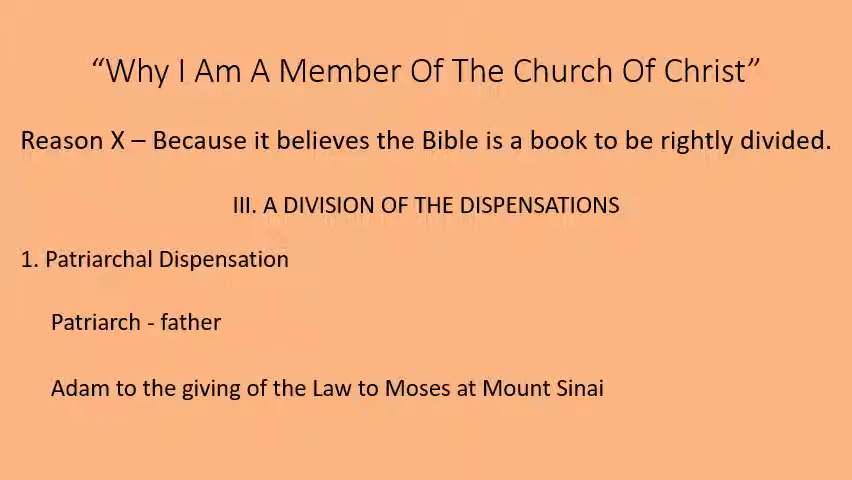 “Why I Am A Member Of The Church Of Christ”
Reason X – Because it believes the Bible is a book to be rightly divided.
III. A DIVISION OF THE DISPENSATIONS
1. Patriarchal Dispensation
Patriarch - father
Adam to the giving of the Law to Moses at Mount Sinai